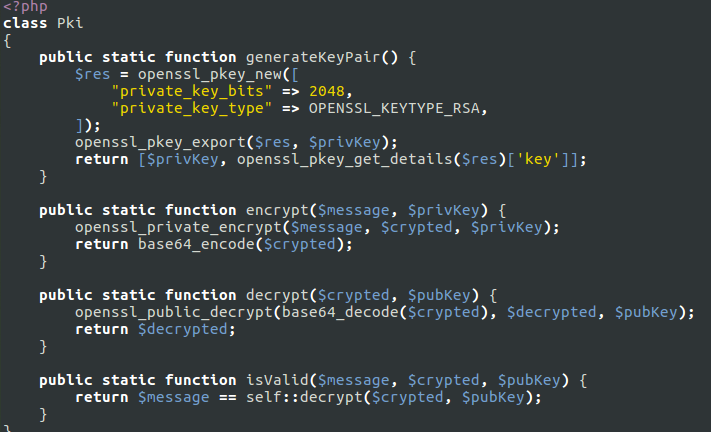 <?php
class Pki
{
    public static function generateKeyPair() {
        $res = openssl_pkey_new([
            "private_key_bits" => 2048,
            "private_key_type" => OPENSSL_KEYTYPE_RSA,
        ]);
        openssl_pkey_export($res, $privKey);
        return [$privKey, openssl_pkey_get_details($res)['key']];
    }

    public static function encrypt($message, $privKey) {
        openssl_private_encrypt($message, $crypted, $privKey);
        return base64_encode($crypted);
    }

    public static function decrypt($crypted, $pubKey) {
        openssl_public_decrypt(base64_decode($crypted), $decrypted, $pubKey);
        return $decrypted;
    }

    public static function isValid($message, $crypted, $pubKey) {
        return $message == self::decrypt($crypted, $pubKey);
    }
}